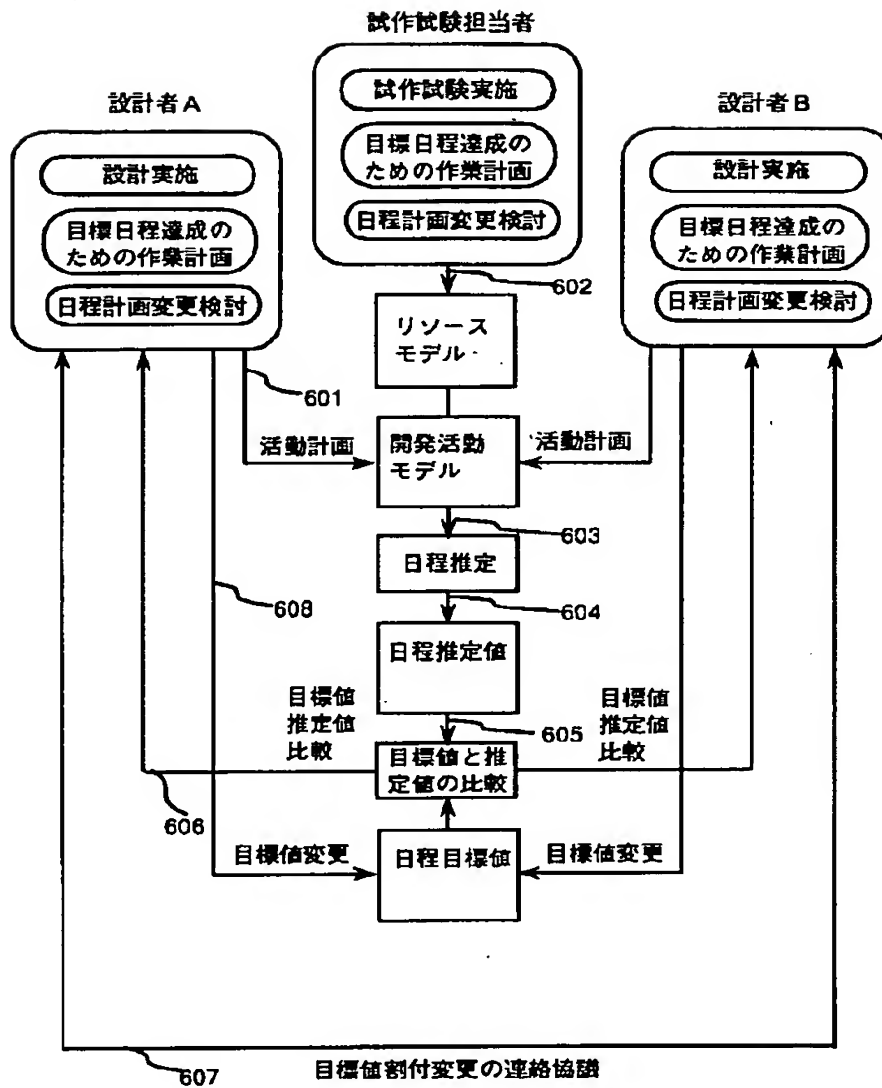 試作試験担当者
試作試験実施
目標日程達成の
ための作業計画
日程計画変更検討
設計者A
設計実施
目標日程達成の
ための作業計画
日程計画変更検討
設計者B
設計実施
目標日程達成の
ための作業計画
日程計画変更検討
602
リソース
モデル
601
活動計画
開発活動
モデル
活動計画
603
日程推定
604
608
日程推定値
目標値
推定値
比較
605
目標値
推定値
比較
目標値と推
定値の比較
606
目標値変更
日程目標値
目標値変更
607
目標値割付変更の連絡協議